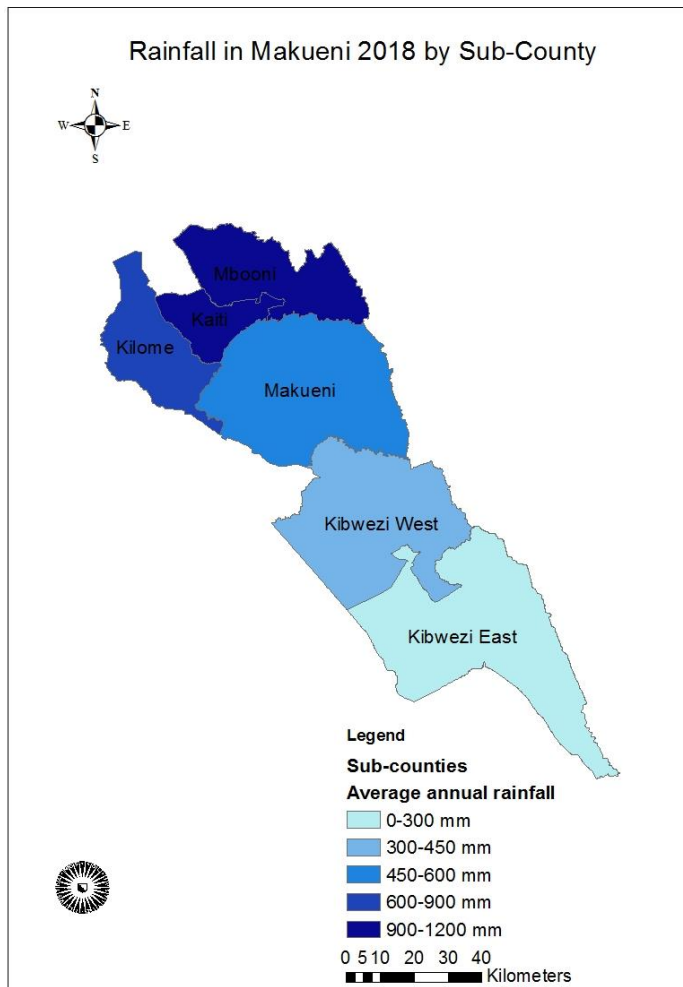 Rainfall in Makueni 2018 by Sub-County
N
W E
S
Mbooni
Kaiti
Kilome
Makueni
Kibwezi West
Kibwezi East
Legend
Sub-counties
Average annual rainfall
0-300 mm
300-450 mm
450-600 mm
600-900 mm
900-1200 mm
0 5 10 20 30 40
Kilometers